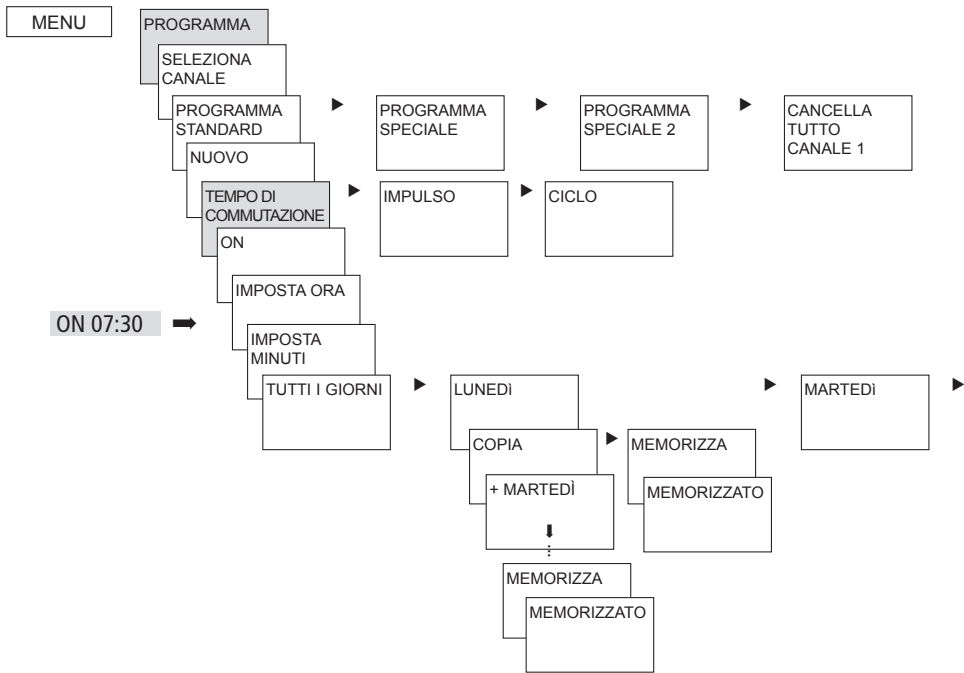 MENU
PROGRAMMA
SELEZIONA
CANALE
PROGRAMMA
STANDARD
PROGRAMMA
SPECIALE
PROGRAMMA
SPECIALE 2
CANCELLA
TUTTO
CANALE 1
NUOVO
TEMPO DI
COMMUTAZIONE
IMPULSO
CICLO
ON
IMPOSTA ORA
ON 07:30
IMPOSTA
MINUTI
TUTTI I GIORNI
LUNEDì
MARTEDì
COPIA
MEMORIZZA
+ MARTEDÌ
MEMORIZZATO
MEMORIZZA
MEMORIZZATO